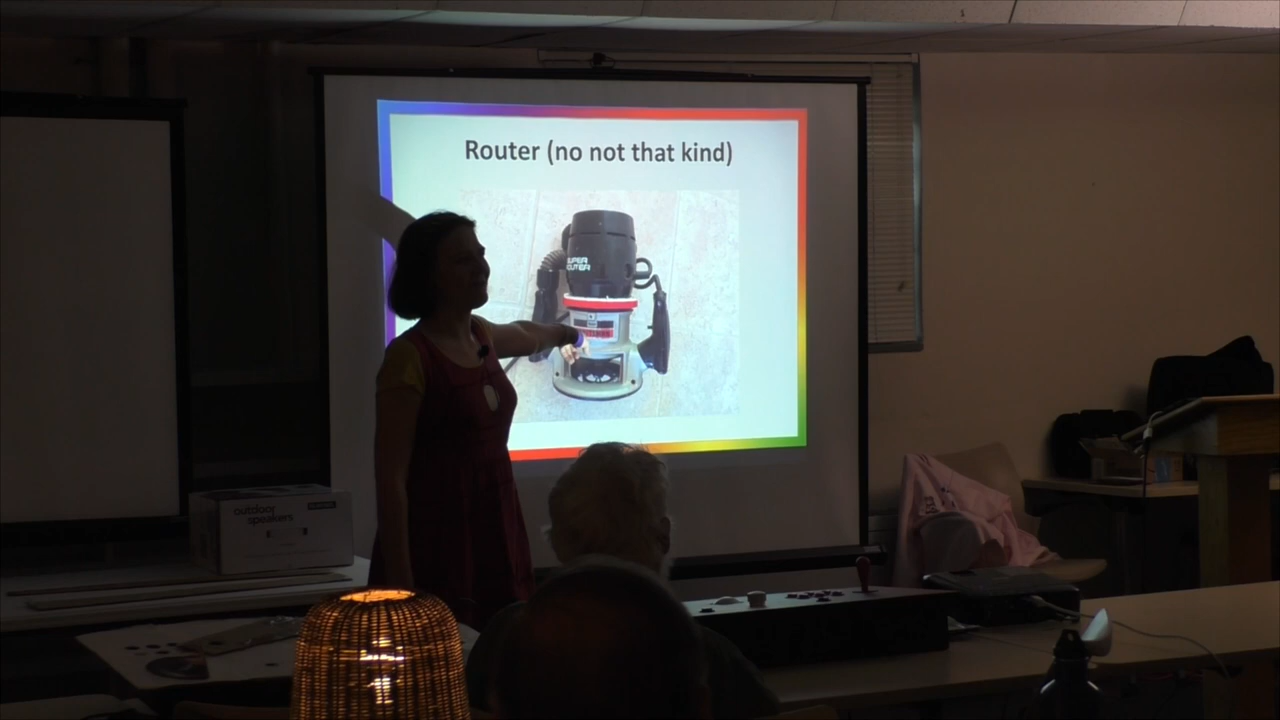 Router (no not that kind)
SUPER
ROUTER
outdoor
speakers